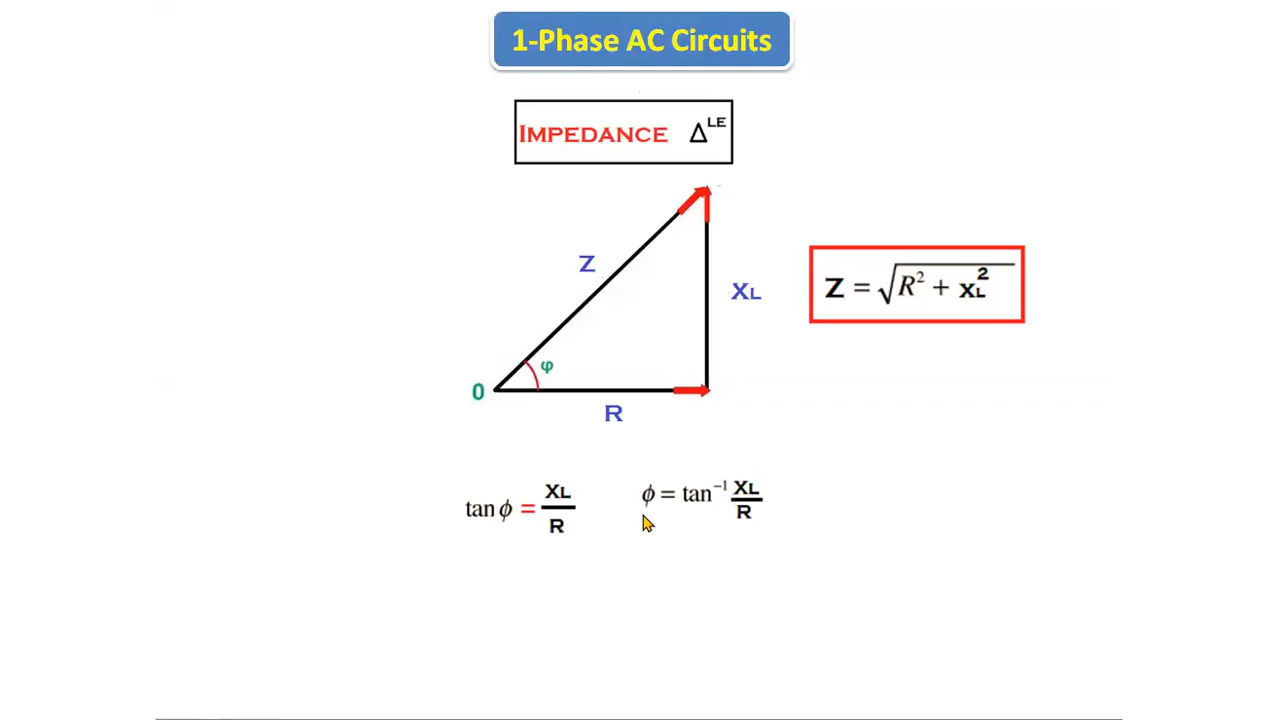 1-Phase AC Circuits
IMPEDANCE Δ^LE
Z
XL
Z = √R² + XL²
φ
0
R
tan ϕ = XL/R
ϕ = tan⁻¹ XL/R